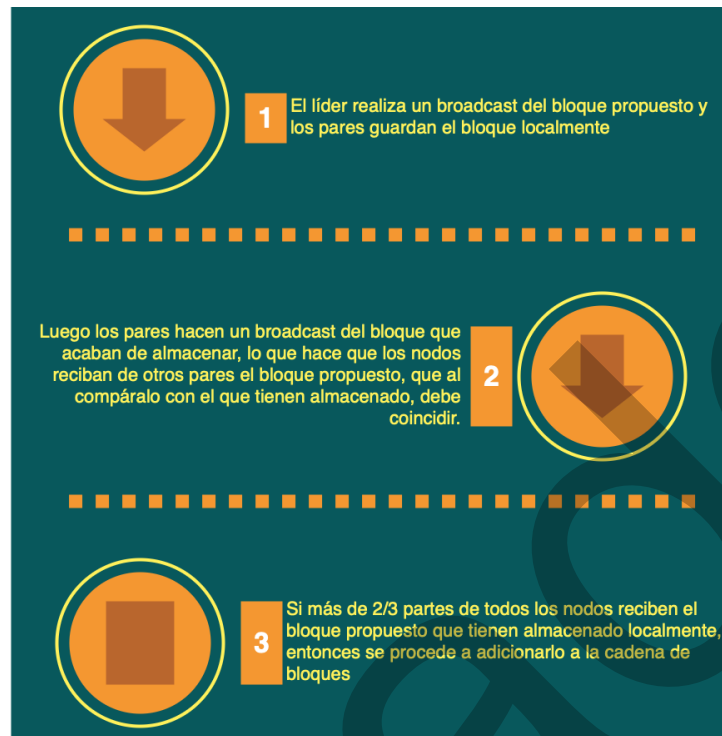 1
El líder realiza un broadcast del bloque propuesto y
los pares guardan el bloque localmente
Luego los pares hacen un broadcast del bloque que
acaban de almacenar, lo que hace que los nodos
reciban de otros pares el bloque propuesto, que al
compáralo con el que tienen almacenado, debe
coincidir.
2
3
Si más de 2/3 partes de todos los nodos reciben el
bloque propuesto que tienen almacenado localmente,
entonces se procede a adicionarlo a la cadena de
bloques